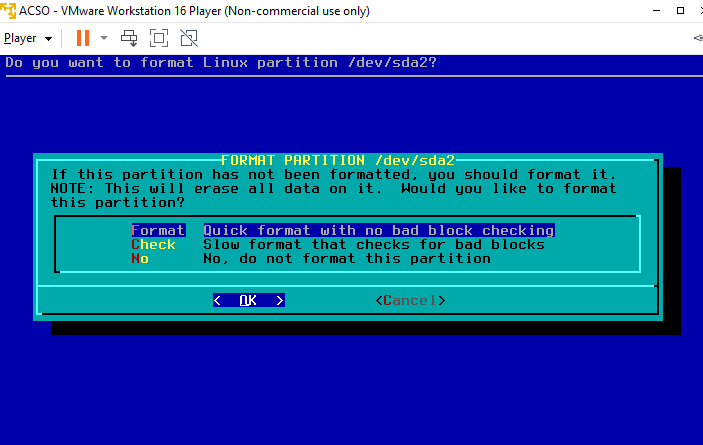 ACSO - VMware Workstation 16 Player (Non-commercial use only)
Player
Do you want to format Linux partition /dev/sda2?
FORMAT PARTITION /dev/sda2
If this partition has not been formatted, you should format it.
NOTE: This will erase all data on it.  Would you like to format
this partition?
Format  Quick format with no bad block checking
Check   Slow format that checks for bad blocks
No      No, do not format this partition
<  OK  >          <Cancel>